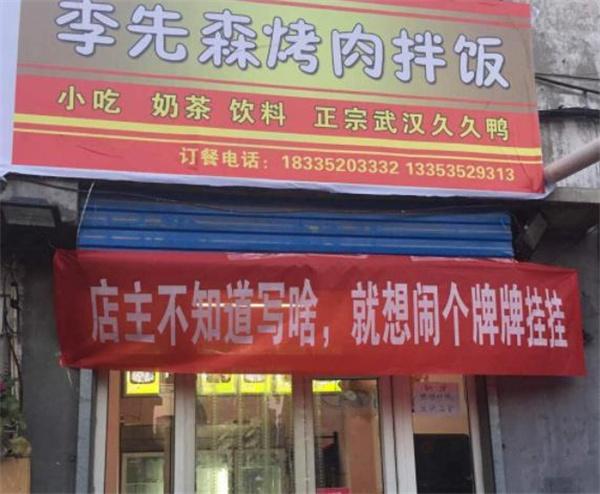 李先森烤肉拌饭
小吃 奶茶 饮料 正宗武汉久久鸭
订餐电话：18335203332 13353529313
店主不知道写啥，就想闹个牌牌挂挂